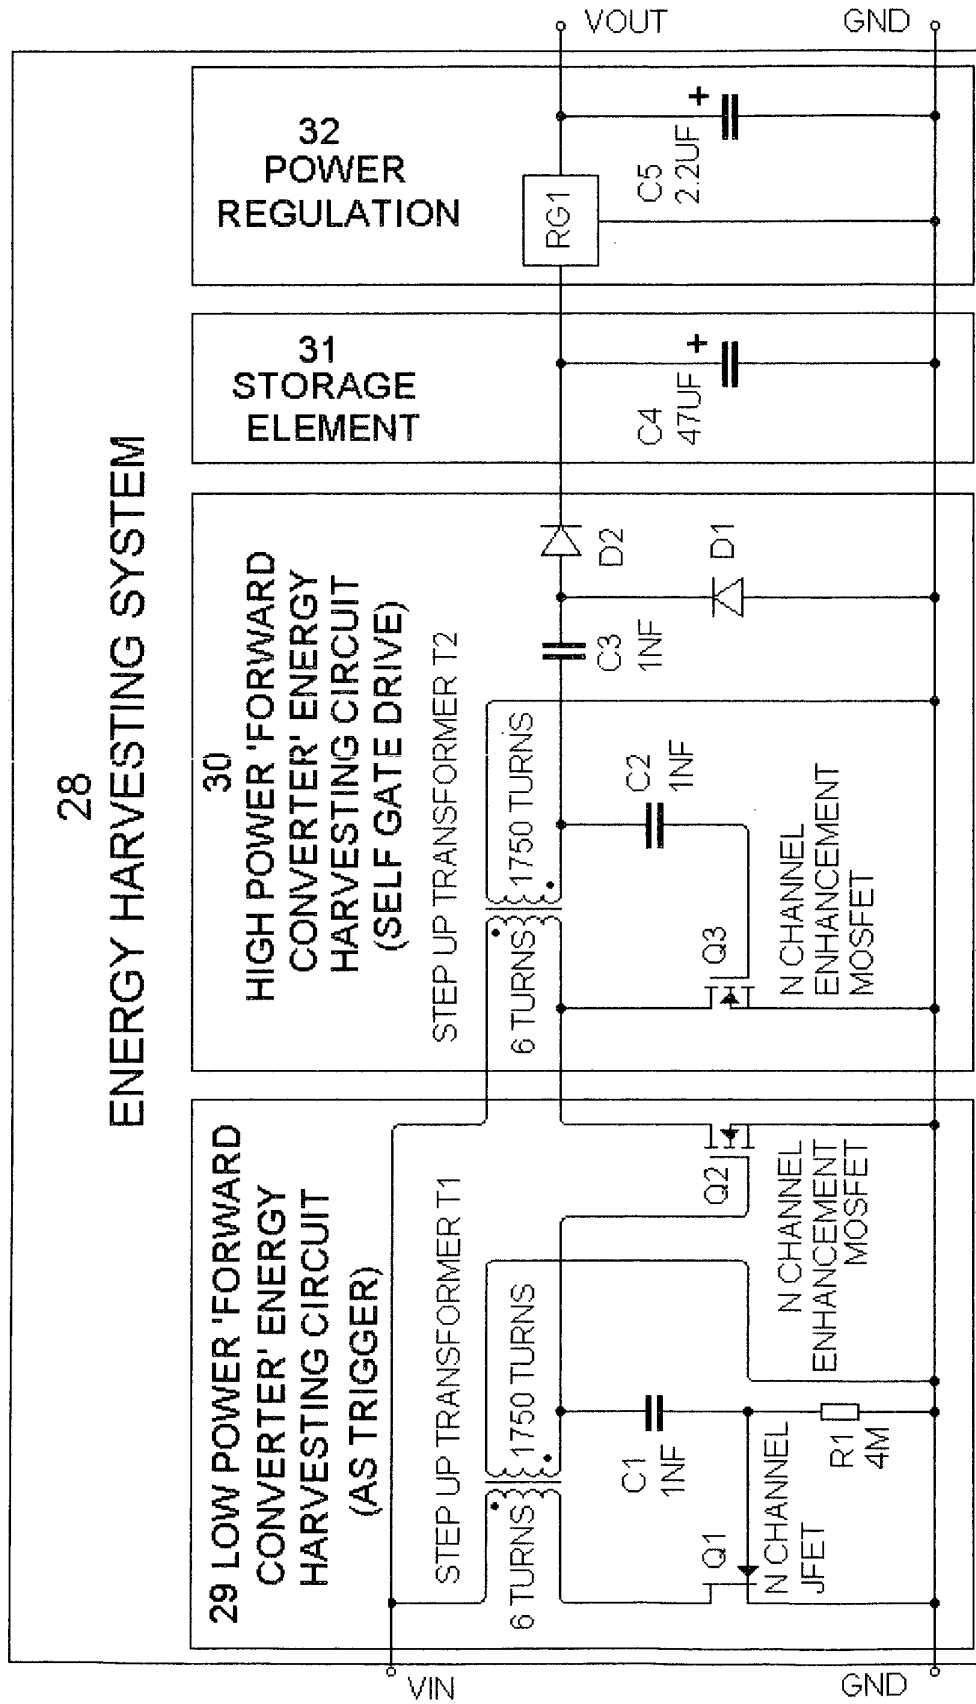 28
ENERGY HARVESTING SYSTEM
29 LOW POWER 'FORWARD
CONVERTER' ENERGY
HARVESTING CIRCUIT
(AS TRIGGER)
STEP UP TRANSFORMER T1
6 TURNS
1750 TURNS
C1
1NF
Q1
N CHANNEL
JFET
R1
4M
Q2
N CHANNEL
ENHANCEMENT
MOSFET
VIN
GND
30
HIGH POWER 'FORWARD
CONVERTER' ENERGY
HARVESTING CIRCUIT
(SELF GATE DRIVE)
STEP UP TRANSFORMER T2
6 TURNS
1750 TURNS
C2
1NF
Q3
N CHANNEL
ENHANCEMENT
MOSFET
C3
1NF
D2
D1
31
STORAGE
ELEMENT
C4
47UF
+
32
POWER
REGULATION
RG1
C5
2.2UF
+
VOUT
GND